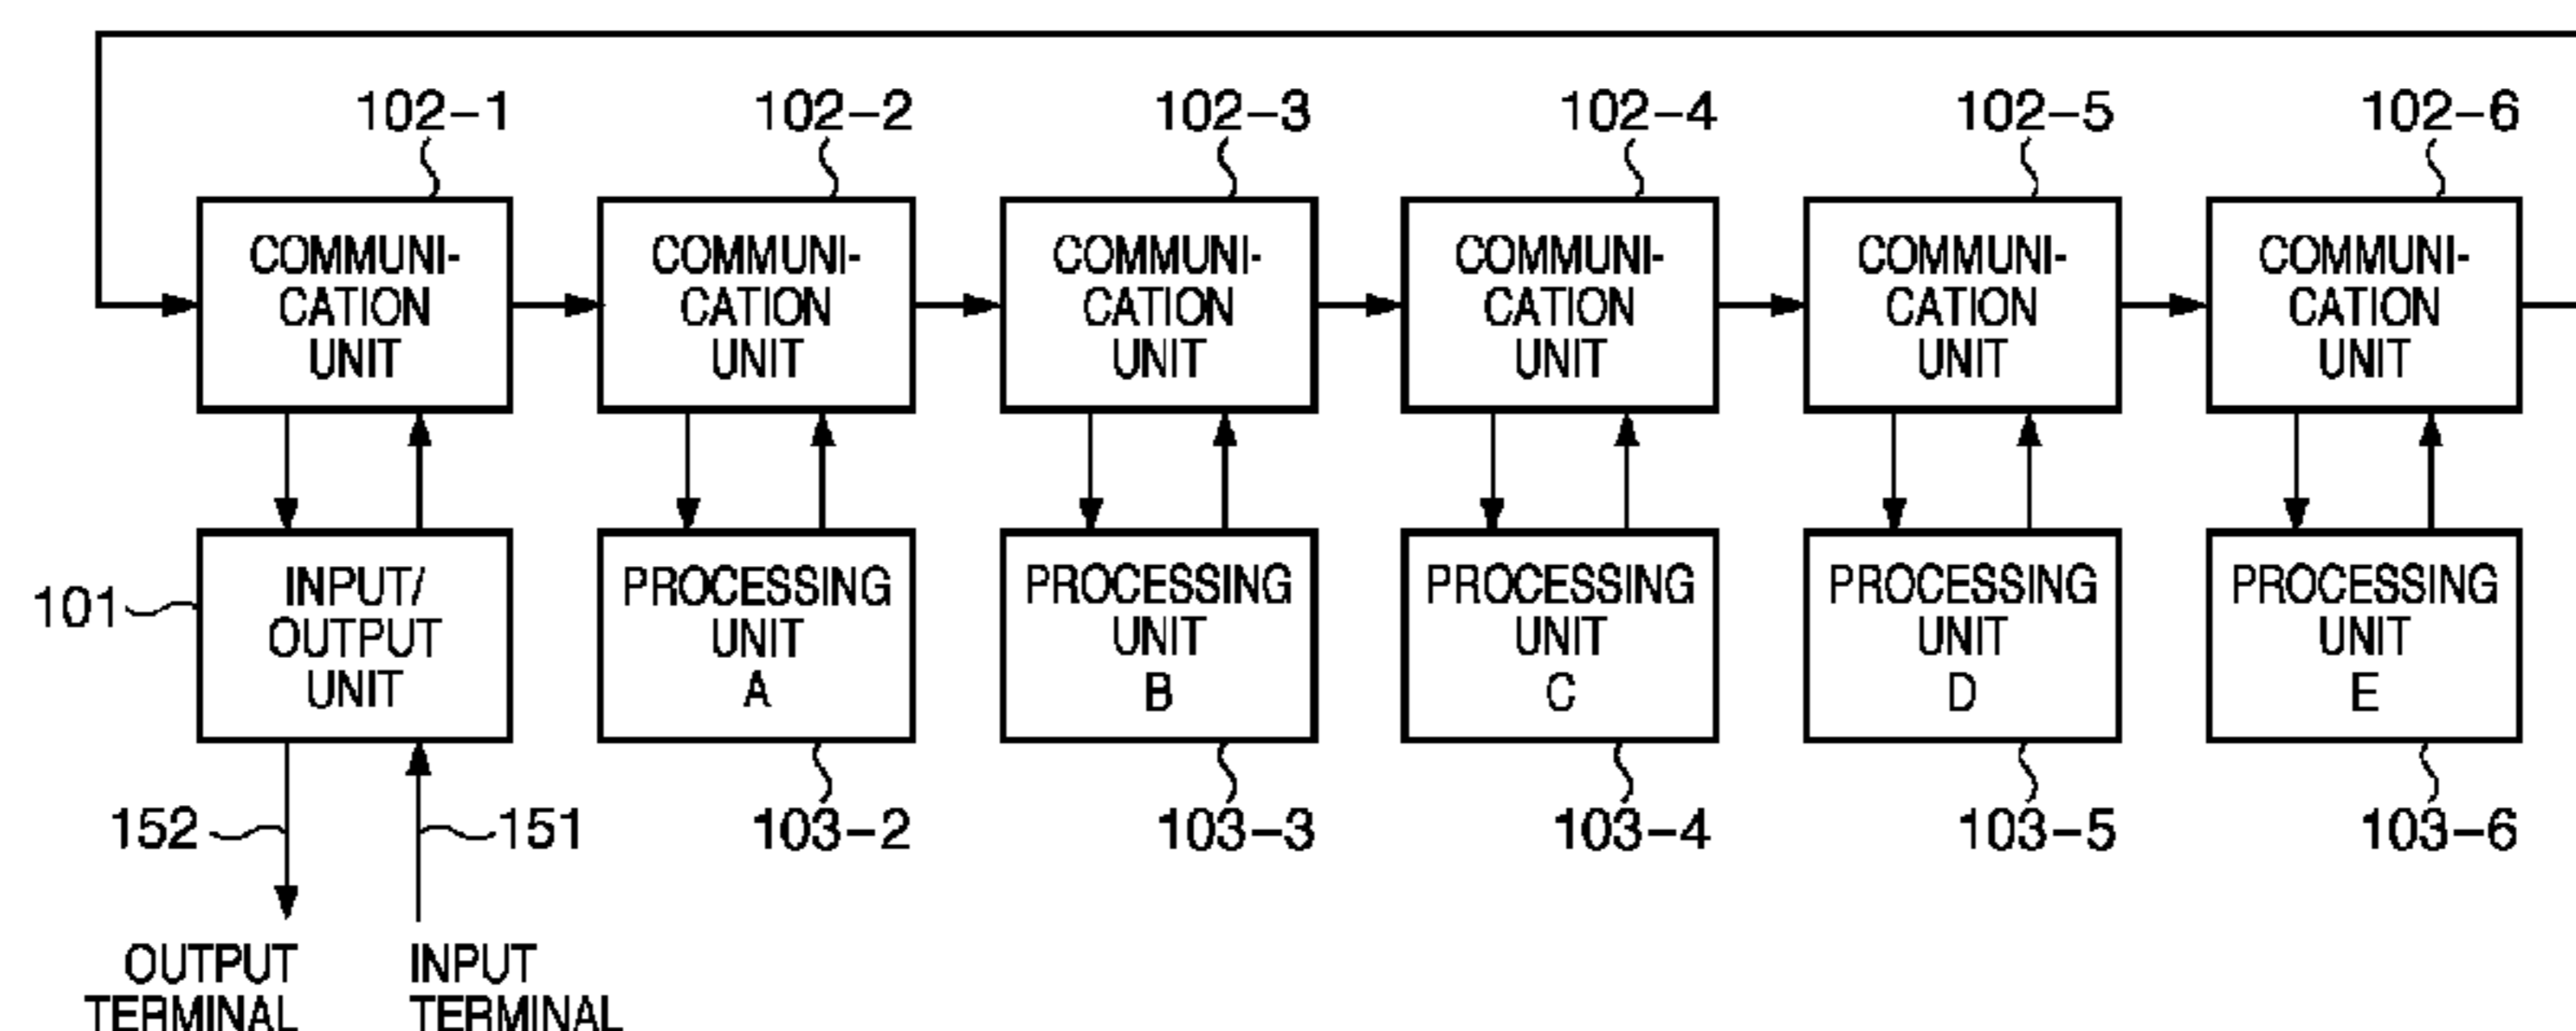 102-1 102-2 102-3 102-4 102-5 102-6
COMMUNI-
CATION
UNIT
COMMUNI-
CATION
UNIT
COMMUNI-
CATION
UNIT
COMMUNI-
CATION
UNIT
COMMUNI-
CATION
UNIT
COMMUNI-
CATION
UNIT
101
INPUT/
OUTPUT
UNIT
PROCESSING
UNIT
A
PROCESSING
UNIT
B
PROCESSING
UNIT
C
PROCESSING
UNIT
D
PROCESSING
UNIT
E
152 151 103-2 103-3 103-4 103-5 103-6
OUTPUT
TERMINAL
INPUT
TERMINAL